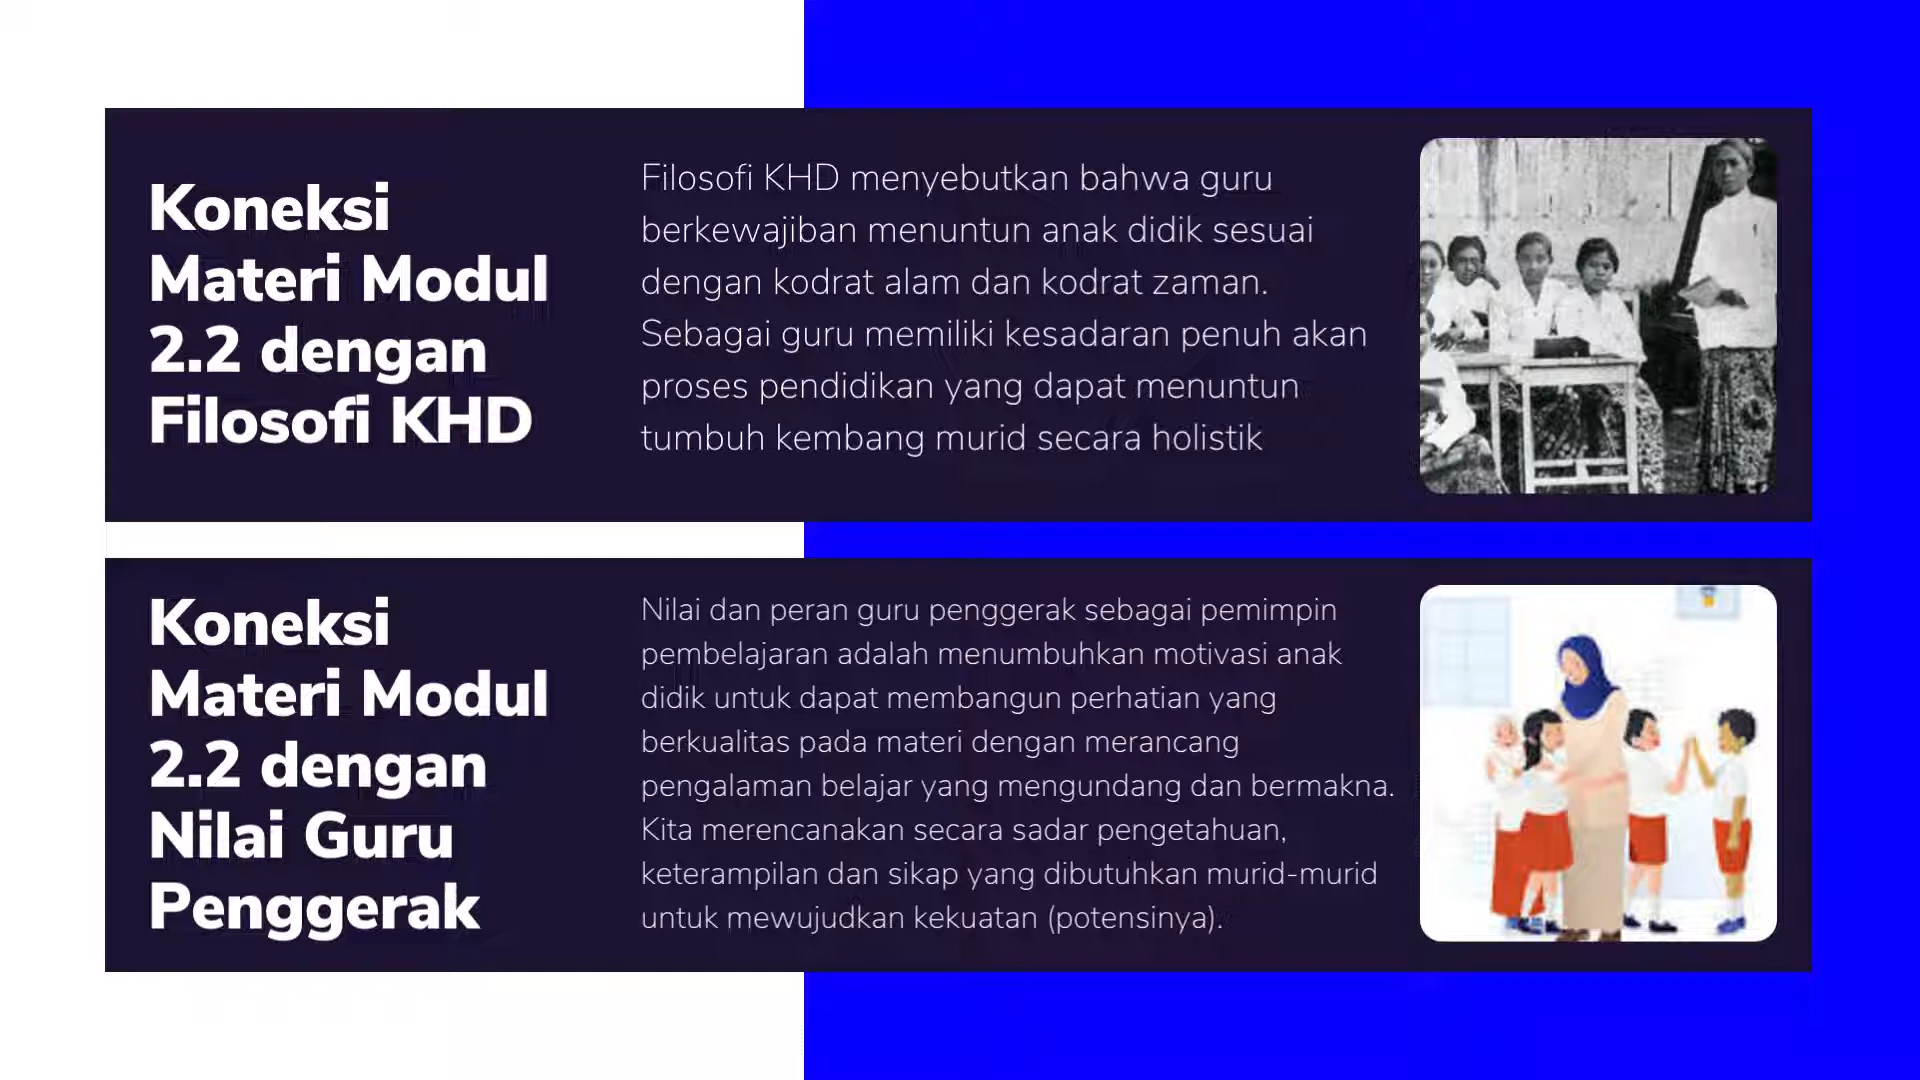 Koneksi
Materi Modul
2.2 dengan
Filosofi KHD
Filosofi KHD menyebutkan bahwa guru
berkewajiban menuntun anak didik sesuai
dengan kodrat alam dan kodrat zaman.
Sebagai guru memiliki kesadaran penuh akan
proses pendidikan yang dapat menuntun
tumbuh kembang murid secara holistik
Koneksi
Materi Modul
2.2 dengan
Nilai Guru
Penggerak
Nilai dan peran guru penggerak sebagai pemimpin
pembelajaran adalah menumbuhkan motivasi anak
didik untuk dapat membangun perhatian yang
berkualitas pada materi dengan merancang
pengalaman belajar yang mengundang dan bermakna.
Kita merencanakan secara sadar pengetahuan,
keterampilan dan sikap yang dibutuhkan murid-murid
untuk mewujudkan kekuatan (potensinya).